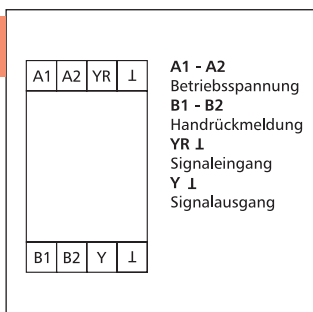 A1 A2 YR ⊥
A1 - A2
Betriebsspannung
B1 - B2
Handrückmeldung
YR ⊥
Signaleingang
Y ⊥
Signalausgang
B1 B2 Y ⊥